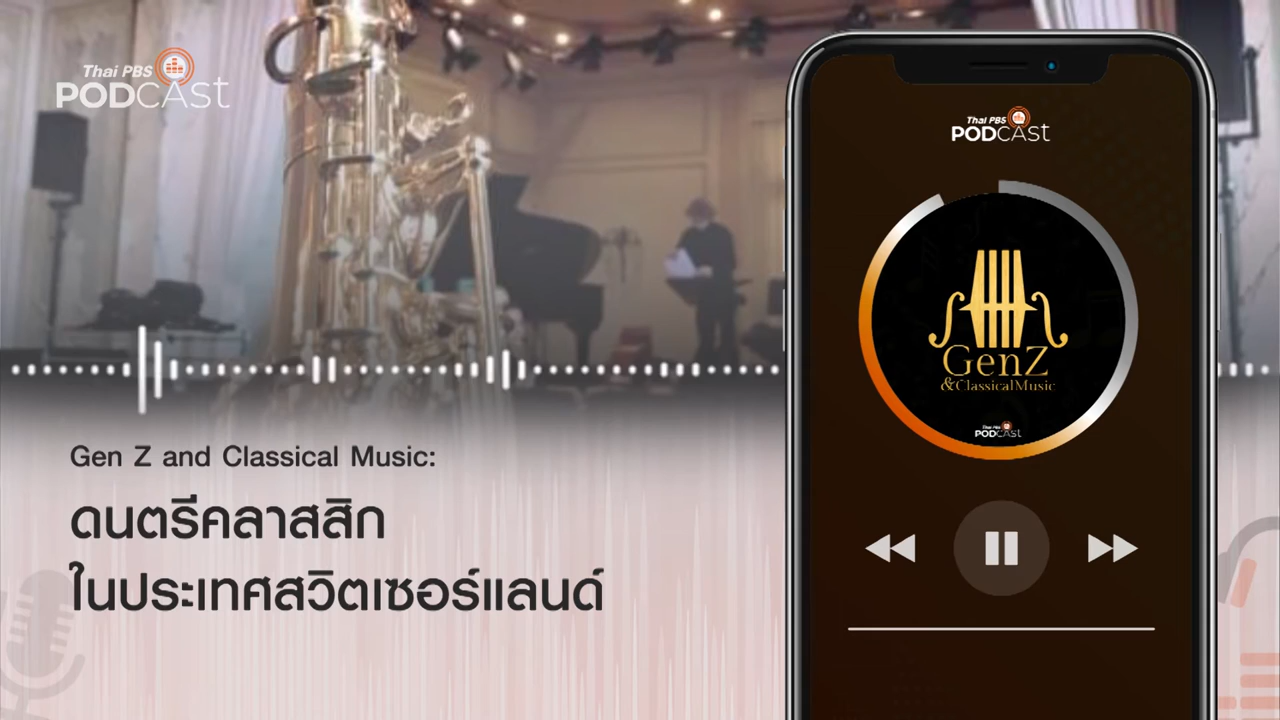 Thai PBS
PODCAST
Gen Z and Classical Music:
ดนตรีคลาสสิก
ในประเทศสวิตเซอร์แลนด์
Thai PBS
PODCAST
GenZ
&ClassicalMusic
Thai PBS
PODCAST